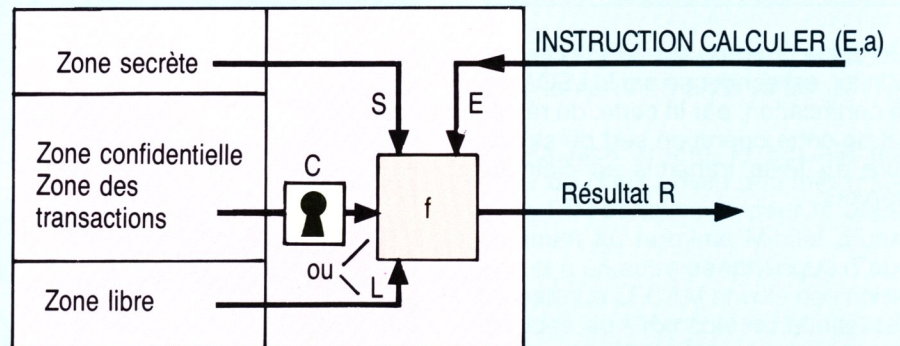 INSTRUCTION CALCULER (E,a)
Zone secrète
S
E
Zone confidentielle
Zone des
transactions
C
f
Résultat R
ou
L
Zone libre